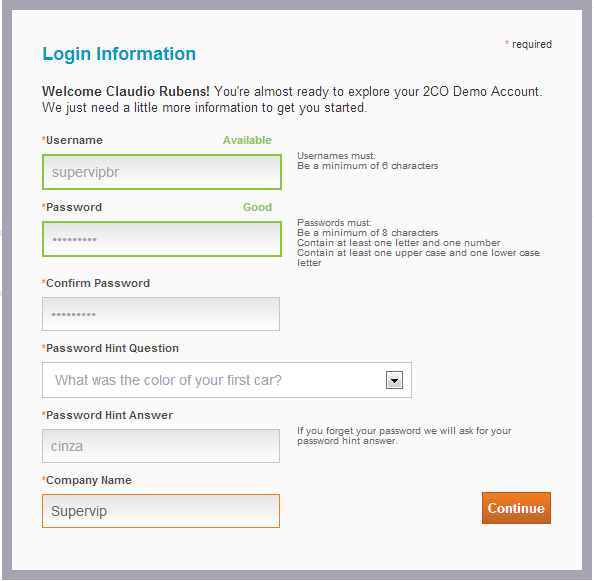 * required
Login Information
Welcome Claudio Rubens! You're almost ready to explore your 2CO Demo Account.
We just need a little more information to get you started.
*Username
Available
supervipbr
Usernames must:
Be a minimum of 6 characters
*Password
Good
•••••••••
Passwords must:
Be a minimum of 8 characters
Contain at least one letter and one number
Contain at least one upper case and one lower case
letter
*Confirm Password
•••••••••
*Password Hint Question
What was the color of your first car?
*Password Hint Answer
cinza
If you forget your password we will ask for your
password hint answer.
*Company Name
Supervip
Continue